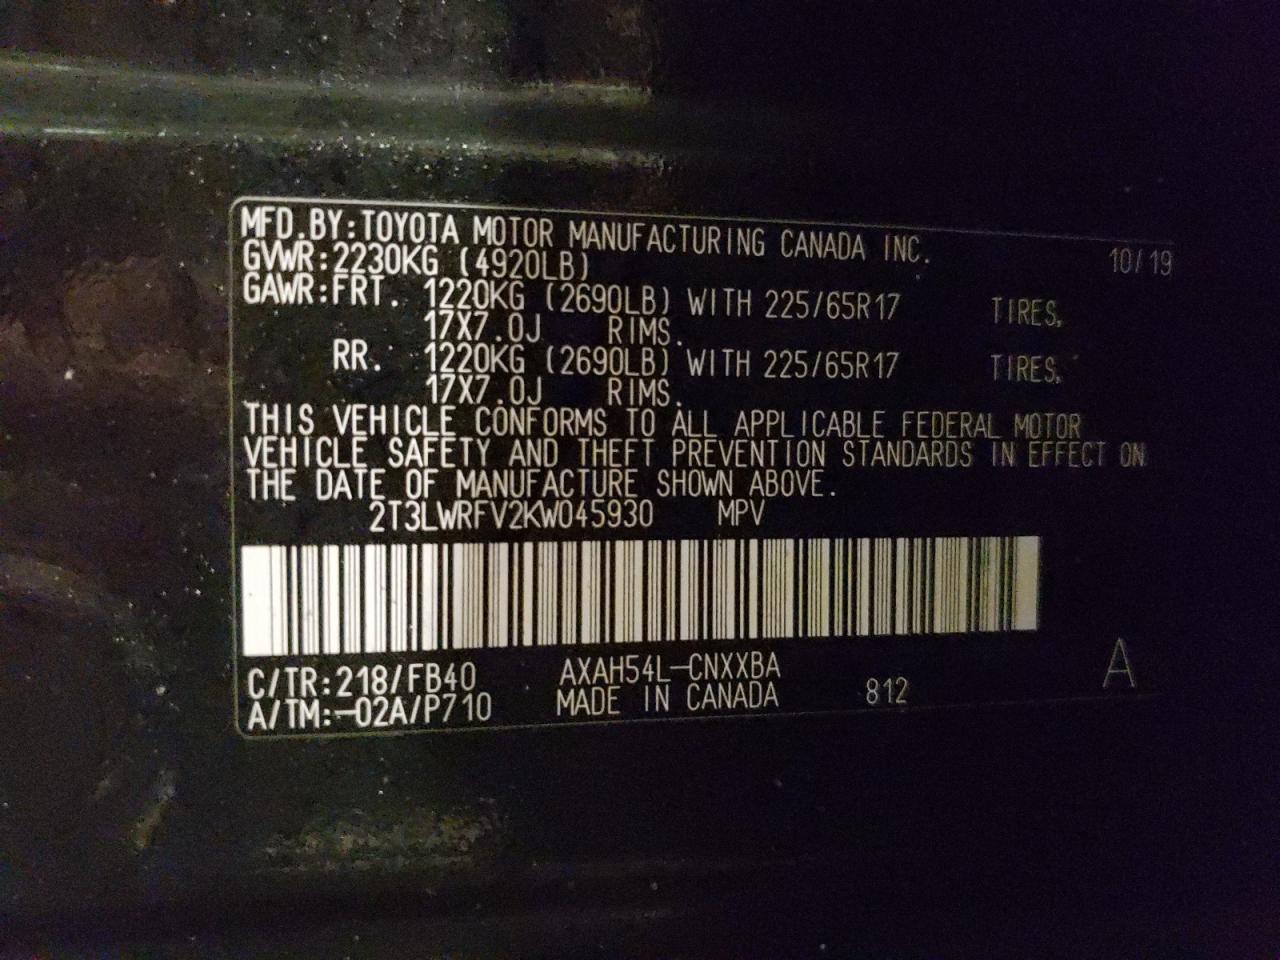 MFD.BY:TOYOTA MOTOR MANUFACTURING CANADA INC. 10/19
GVWR:2230KG (4920LB)
GAWR:FRT. 1220KG (2690LB) WITH 225/65R17 TIRES,
17X7.0J RIMS.
RR. 1220KG (2690LB) WITH 225/65R17 TIRES,
17X7.0J RIMS.
THIS VEHICLE CONFORMS TO ALL APPLICABLE FEDERAL MOTOR
VEHICLE SAFETY AND THEFT PREVENTION STANDARDS IN EFFECT ON
THE DATE OF MANUFACTURE SHOWN ABOVE.
2T3LWRFV2KW045930 MPV
C/TR:218/FB40 AXAH54L-CNXXBA
A/TM:-02A/P710 MADE IN CANADA 812 A